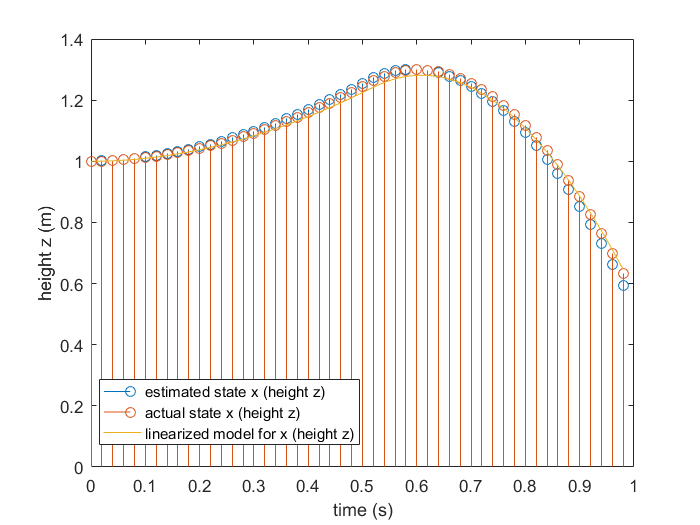 1.4
1.2
1
0.8
0.6
0.4
0.2
0
height z (m)
estimated state x (height z)
actual state x (height z)
linearized model for x (height z)
0 0.1 0.2 0.3 0.4 0.5 0.6 0.7 0.8 0.9 1
time (s)